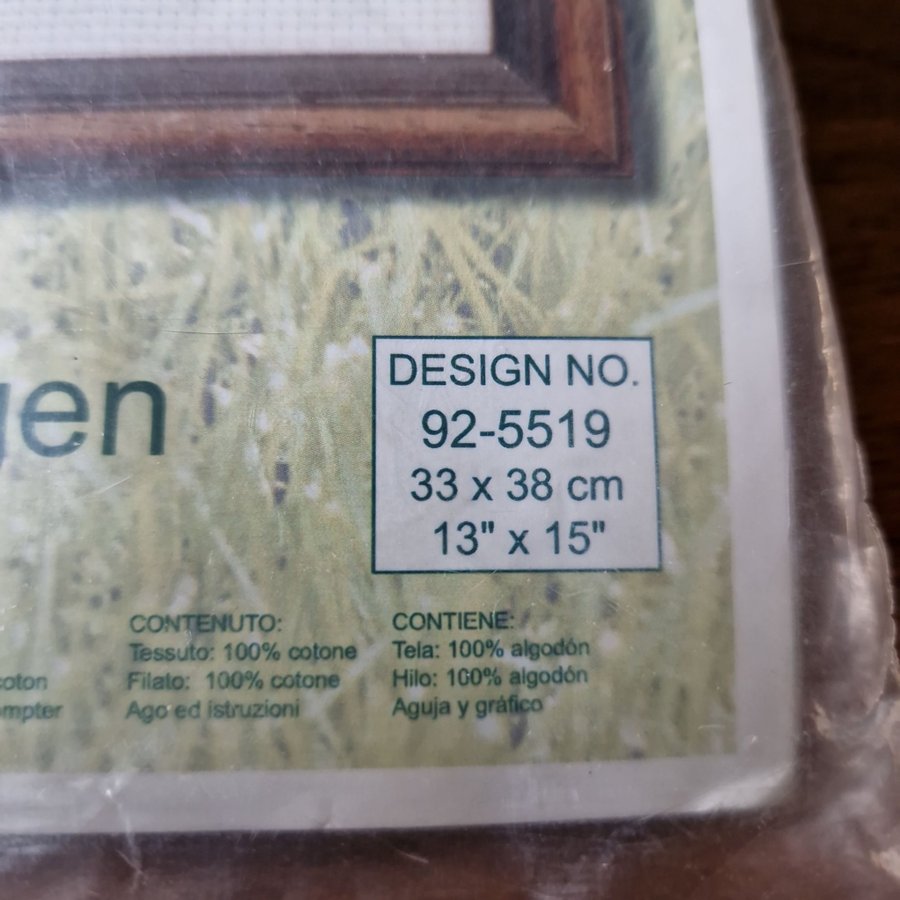 gen
DESIGN NO.
92-5519
33 x 38 cm
13" x 15"
coton
ompter
CONTENUTO:
Tessuto: 100% cotone
Filato: 100% cotone
Ago ed istruzioni
CONTIENE:
Tela: 100% algodón
Hilo: 100% algodón
Aguja y gráfico